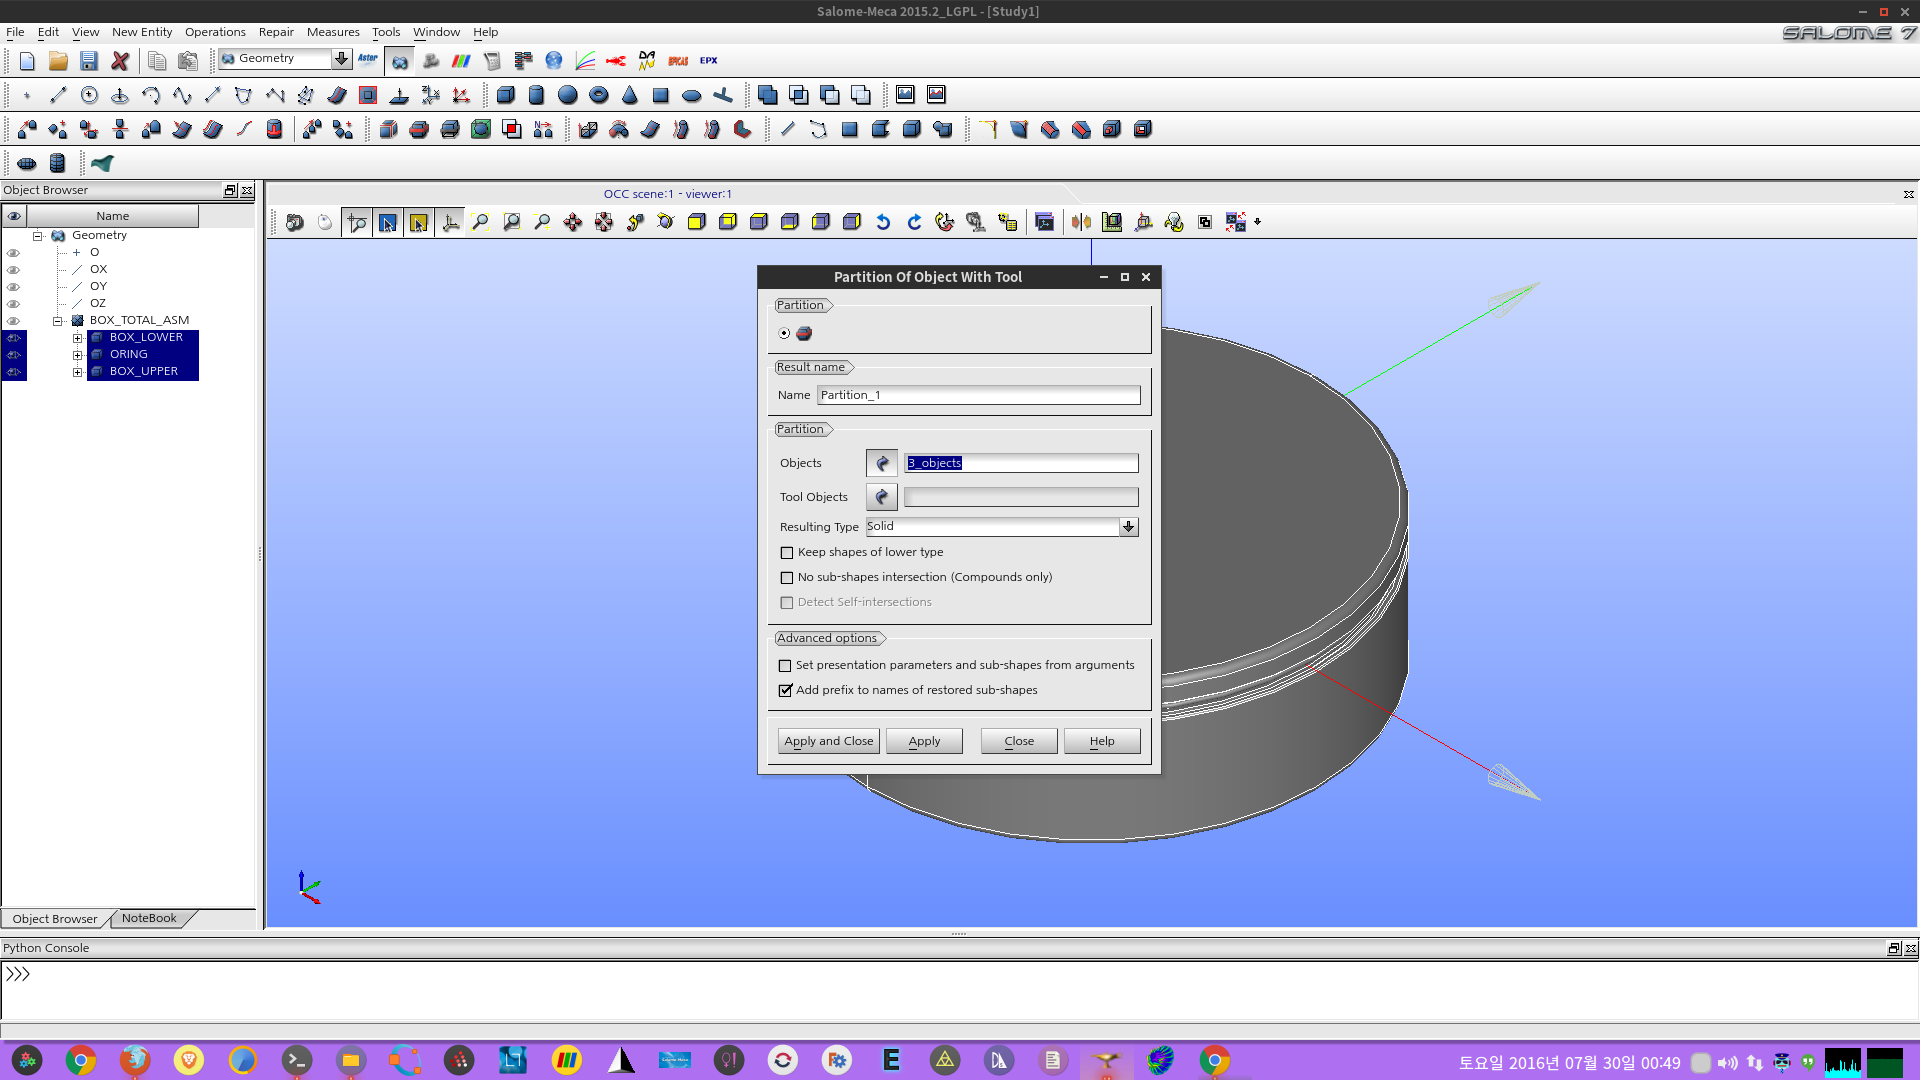 Salome-Meca 2015.2_LGPL - [Study1]
File Edit View New Entity Operations Repair Measures Tools Window Help
SALOME 7
Geometry
Aster
EFICAS
EPX
Object Browser
OCC scene:1 - viewer:1
Name
Geometry
O
OX
OY
OZ
BOX_TOTAL_ASM
BOX_LOWER
ORING
BOX_UPPER
Partition Of Object With Tool
Partition
Result name
Name Partition_1
Partition
Objects 3_objects
Tool Objects
Resulting Type Solid
Keep shapes of lower type
No sub-shapes intersection (Compounds only)
Detect Self-intersections
Advanced options
Set presentation parameters and sub-shapes from arguments
Add prefix to names of restored sub-shapes
Apply and Close Apply Close Help
Object Browser NoteBook
Python Console
>>>
토요일 2016년 07월 30일 00:49